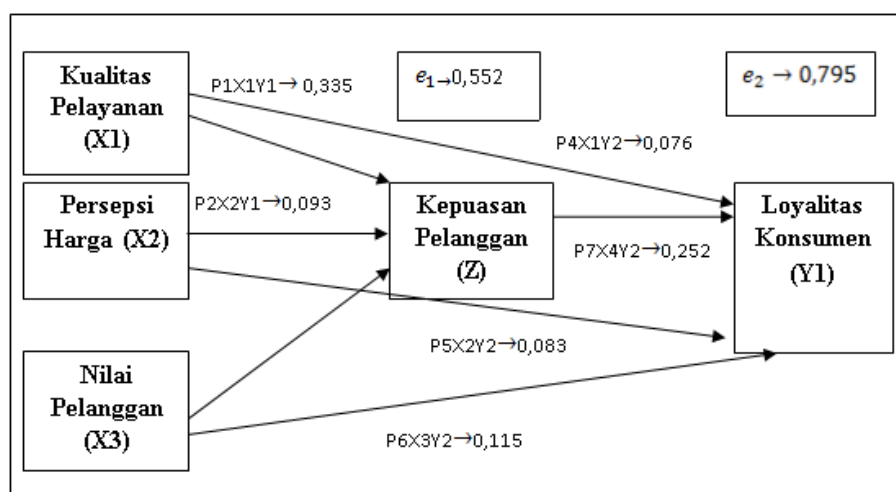 Kualitas
Pelayanan
(X1)
P1X1Y1→ 0,335
e₁→0,552
e₂ → 0,795
P4X1Y2→0,076
Persepsi
Harga (X2)
P2X2Y1→0,093
Kepuasan
Pelanggan
(Z)
Loyalitas
Konsumen
(Y1)
P7X4Y2→0,252
P5X2Y2→0,083
Nilai
Pelanggan
(X3)
P6X3Y2→0,115